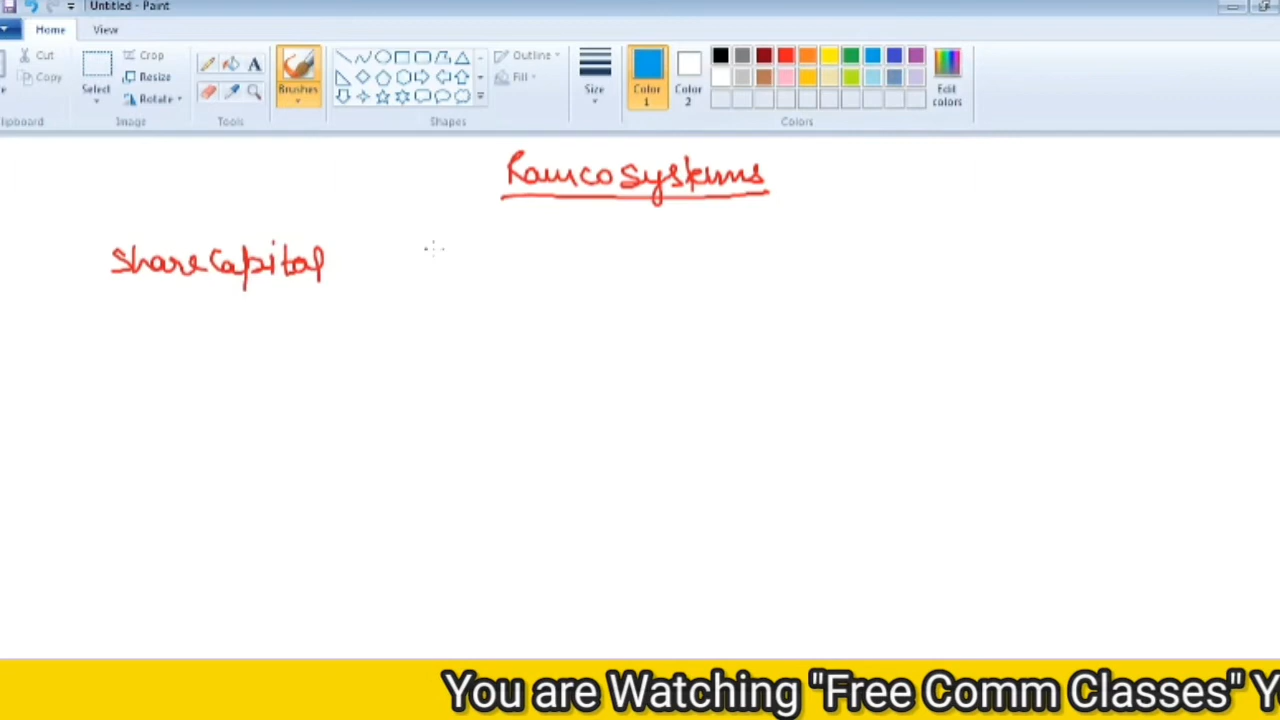 Untitled - Paint
Home View
Cut
Copy
lipboard
Select
Crop
Resize
Rotate
Image
Tools
Brushes
Shapes
Outline
Fill
Size
Color 1
Color 2
Edit colors
Colors
Ramco Systems
Share Capital
You are Watching "Free Comm Classes" Y